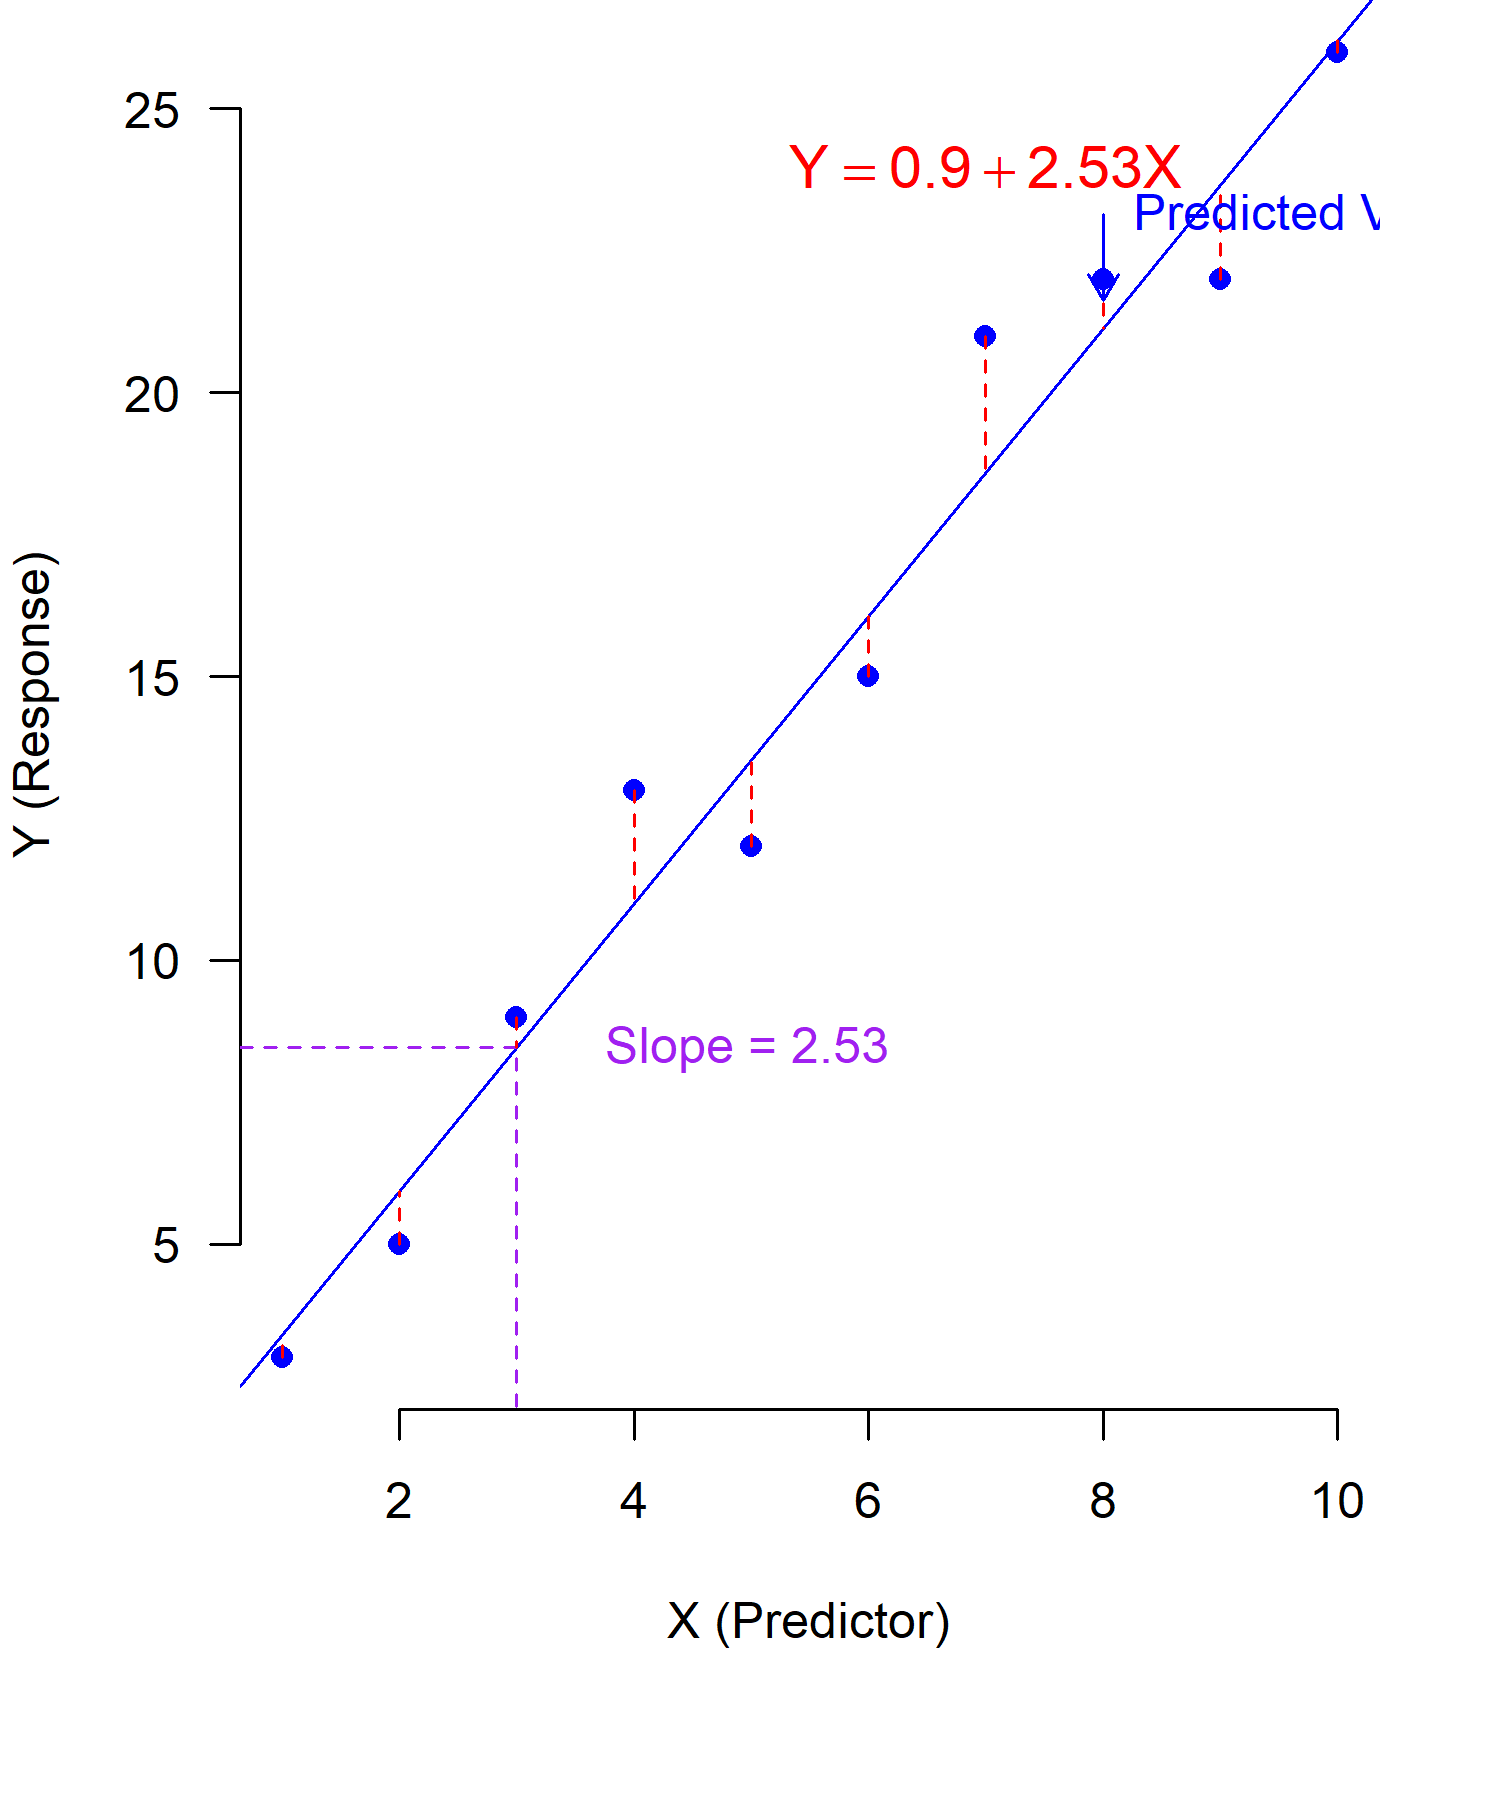 25
Y = 0.9 + 2.53X
Predicted V
20
Y (Response)
15
10
Slope = 2.53
5
2 4 6 8 10
X (Predictor)